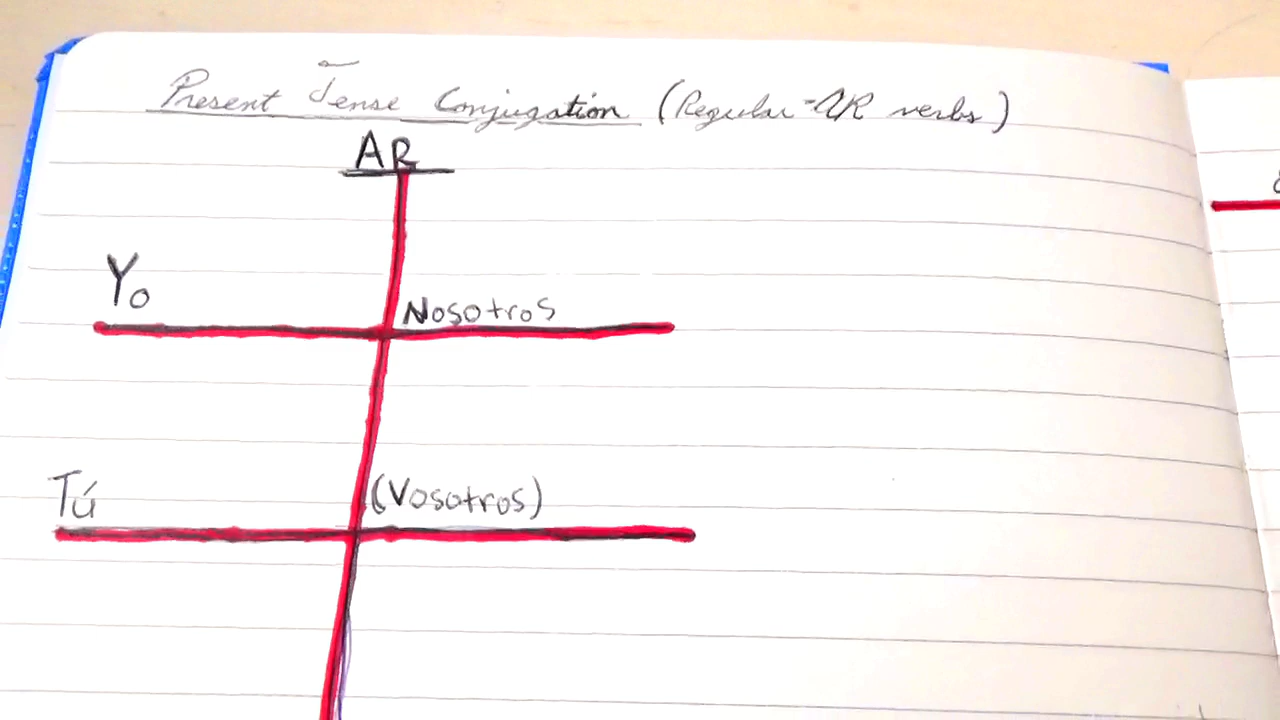 Present Tense Conjugation (Regular -AR verbs)
AR
Yo
Nosotros
Tú
(Vosotros)